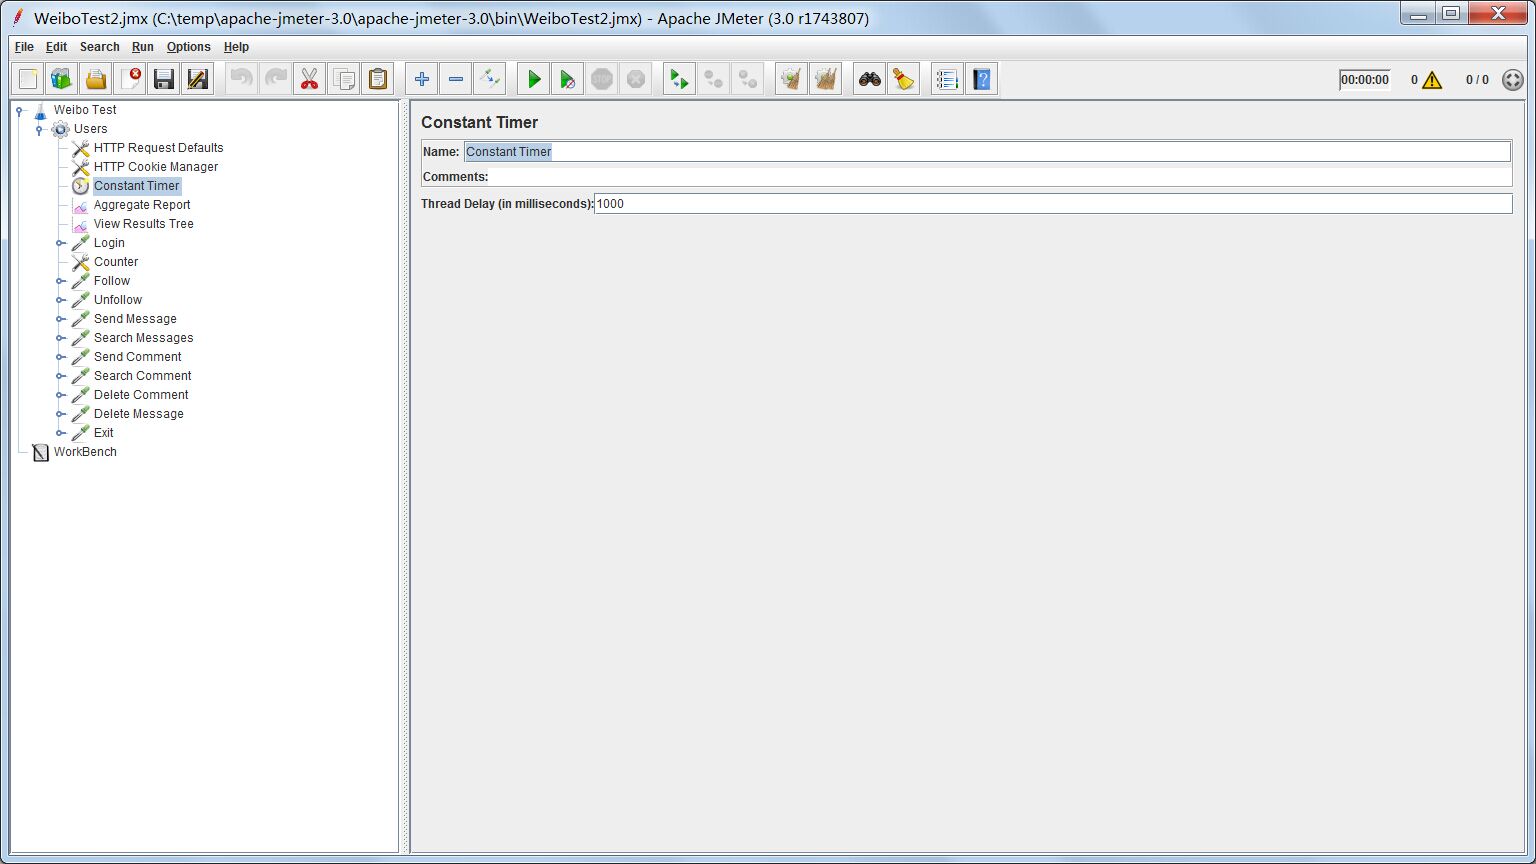 WeiboTest2.jmx (C:\temp\apache-jmeter-3.0\apache-jmeter-3.0\bin\WeiboTest2.jmx) - Apache JMeter (3.0 r1743807)
File Edit Search Run Options Help
STOP 00:00:00 0 0 / 0
Weibo Test
Users
HTTP Request Defaults
HTTP Cookie Manager
Constant Timer
Aggregate Report
View Results Tree
Login
Counter
Follow
Unfollow
Send Message
Search Messages
Send Comment
Search Comment
Delete Comment
Delete Message
Exit
WorkBench
Constant Timer
Name: Constant Timer
Comments:
Thread Delay (in milliseconds): 1000